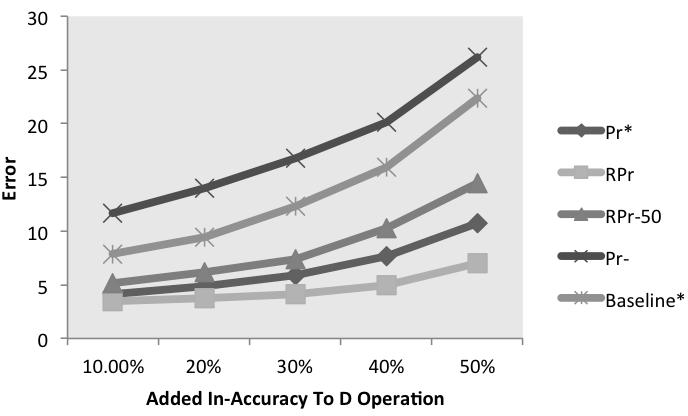 30
25
20
15
10
5
0
Error
10.00% 20% 30% 40% 50%
Added In-Accuracy To D Operation
Pr*
RPr
RPr-50
Pr-
Baseline*